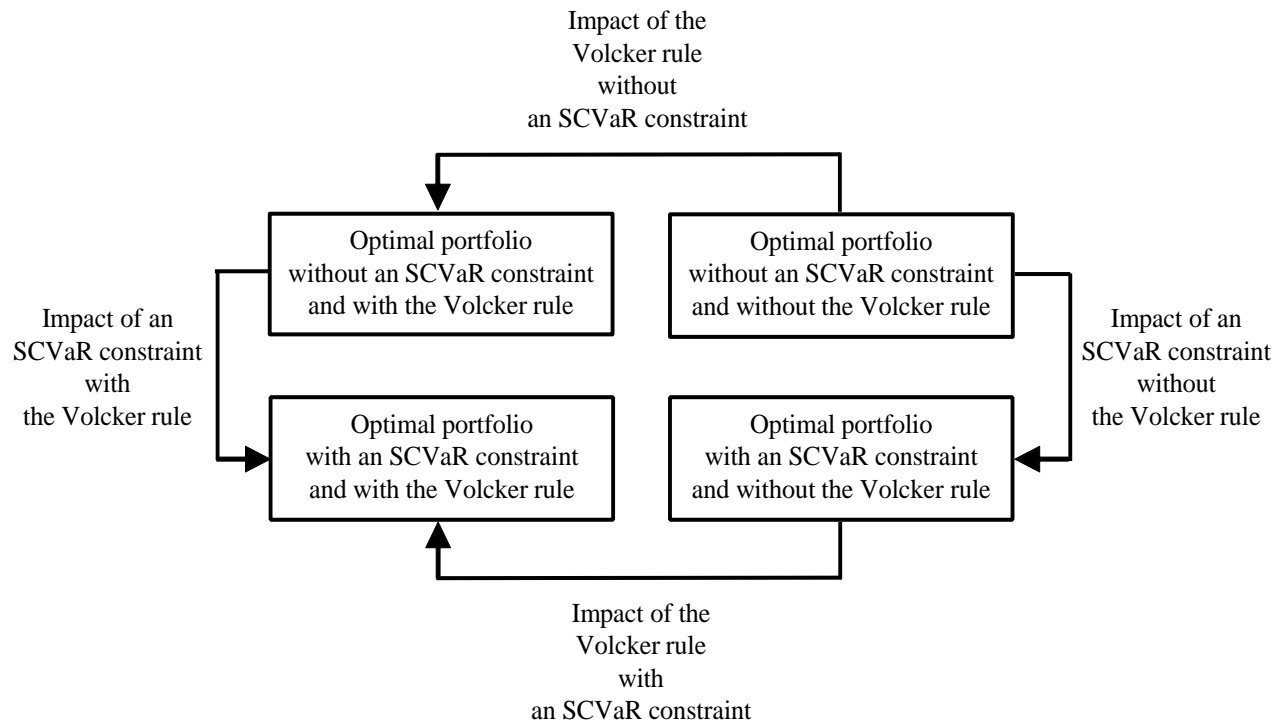 Impact of the
Volcker rule
without
an SCVaR constraint
Optimal portfolio
without an SCVaR constraint
and with the Volcker rule
Optimal portfolio
without an SCVaR constraint
and without the Volcker rule
Impact of an
SCVaR constraint
with
the Volcker rule
Impact of an
SCVaR constraint
without
the Volcker rule
Optimal portfolio
with an SCVaR constraint
and with the Volcker rule
Optimal portfolio
with an SCVaR constraint
and without the Volcker rule
Impact of the
Volcker rule
with
an SCVaR constraint